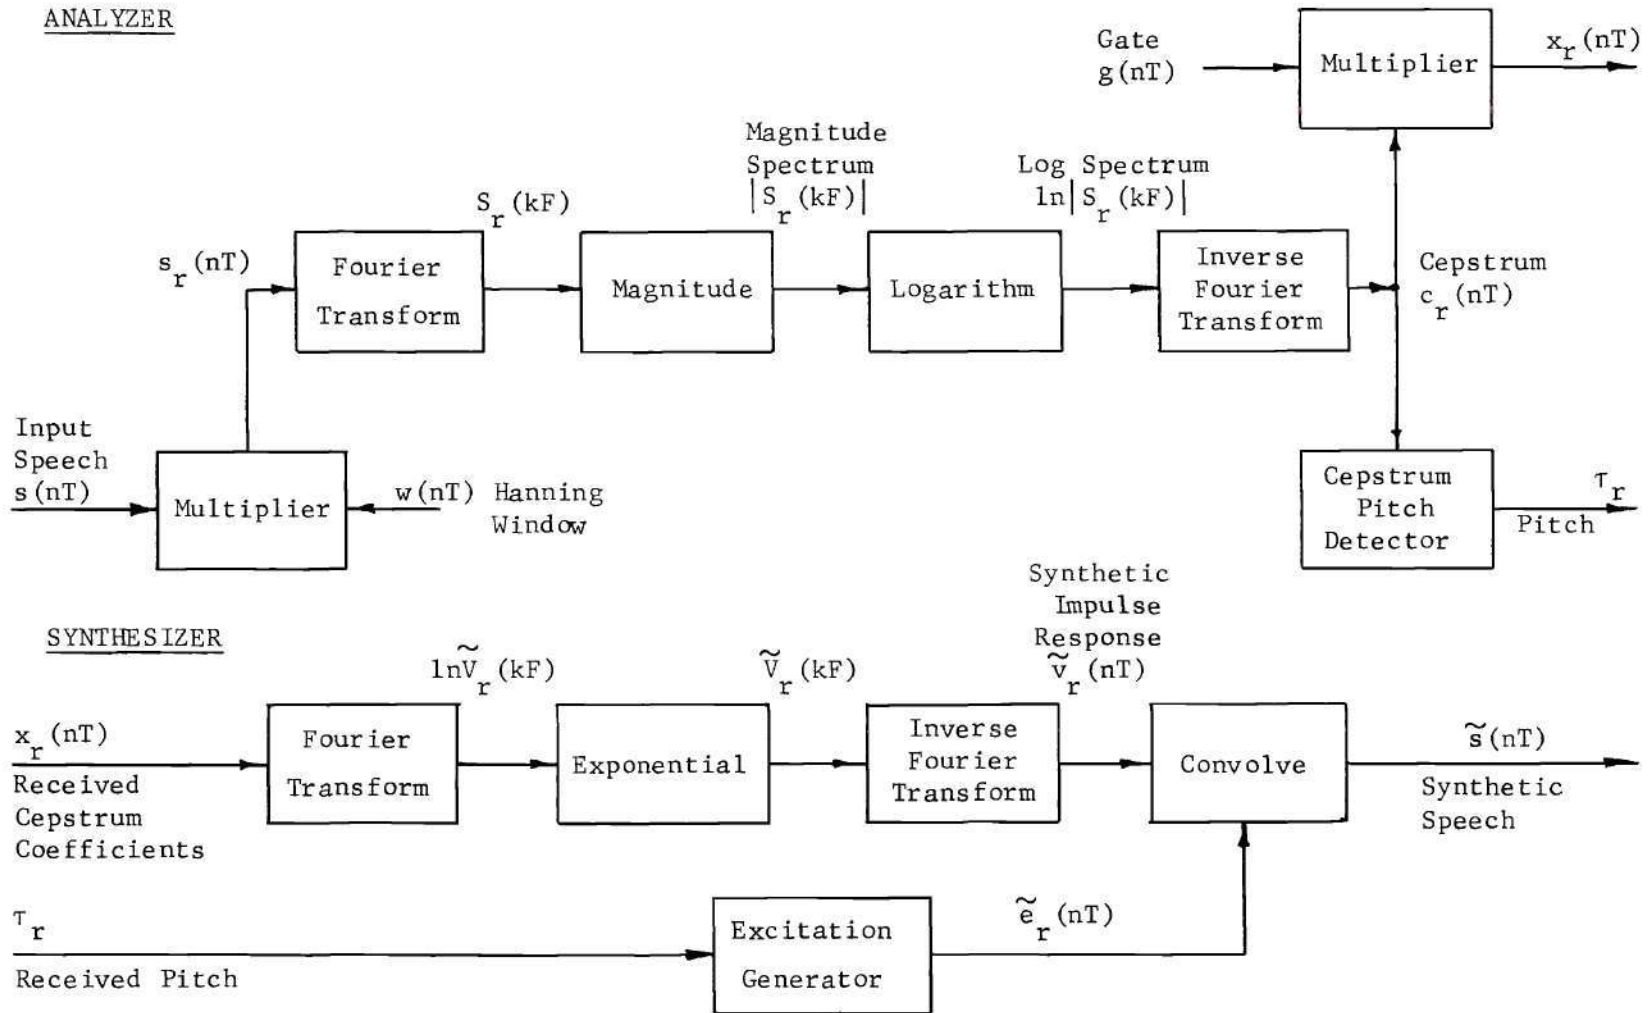 ANALYZER
Gate
g(nT)
Multiplier
x_r(nT)
Magnitude
Spectrum
|S_r(kF)|
Log Spectrum
ln|S_r(kF)|
S_r(kF)
s_r(nT)
Fourier
Transform
Magnitude
Logarithm
Inverse
Fourier
Transform
Cepstrum
c_r(nT)
Input
Speech
s(nT)
Multiplier
w(nT) Hanning
Window
Cepstrum
Pitch
Detector
τ_r
Pitch
SYNTHESIZER
Synthetic
Impulse
Response
ṽ_r(nT)
lnṼ_r(kF)
Ṽ_r(kF)
x_r(nT)
Received
Cepstrum
Coefficients
Fourier
Transform
Exponential
Inverse
Fourier
Transform
Convolve
s̃(nT)
Synthetic
Speech
τ_r
Received Pitch
Excitation
Generator
ẽ_r(nT)